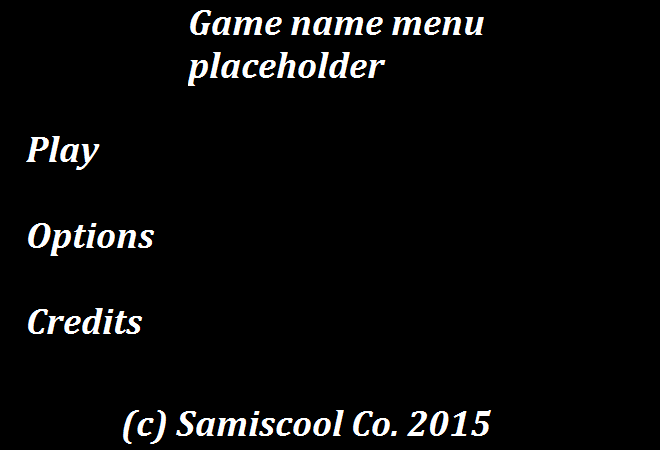 Game name menu
placeholder
Play
Options
Credits
(c) Samiscool Co. 2015